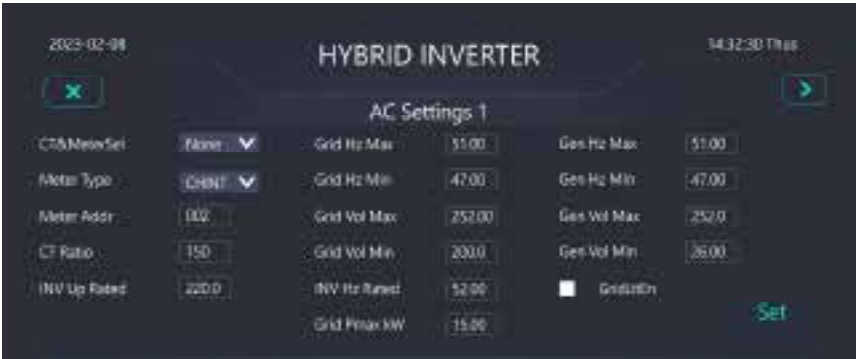 2023-02-08
HYBRID INVERTER
14:32:30 Thus
AC Settings 1
CT&MeterSel None Grid Hz Max 51.00 Gen Hz Max 51.00
Meter Type CHINT Grid Hz Min 47.00 Gen Hz Min 47.00
Meter Addr 002 Grid Vol Max 252.00 Gen Vol Max 252.0
CT Ratio 150 Grid Vol Min 200.0 Gen Vol Min 26.00
INV Up Rated 220.0 INV Hz Rated 52.00
Grid Pmax kW 15.00
Set